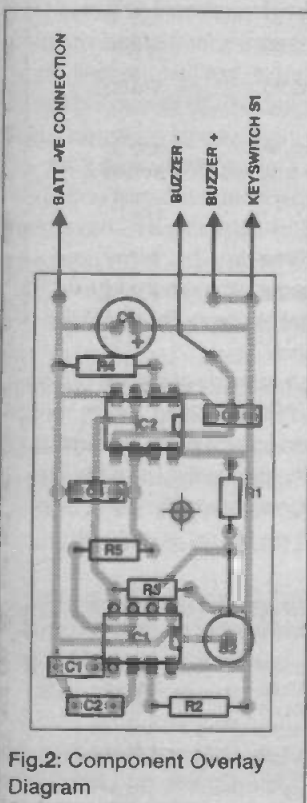 BATT -VE CONNECTION
BUZZER -
BUZZER +
KEYSWITCH S1
R4
IC2
R1
R5
R3
IC1
C1
C2
R2
Fig.2: Component Overlay
Diagram